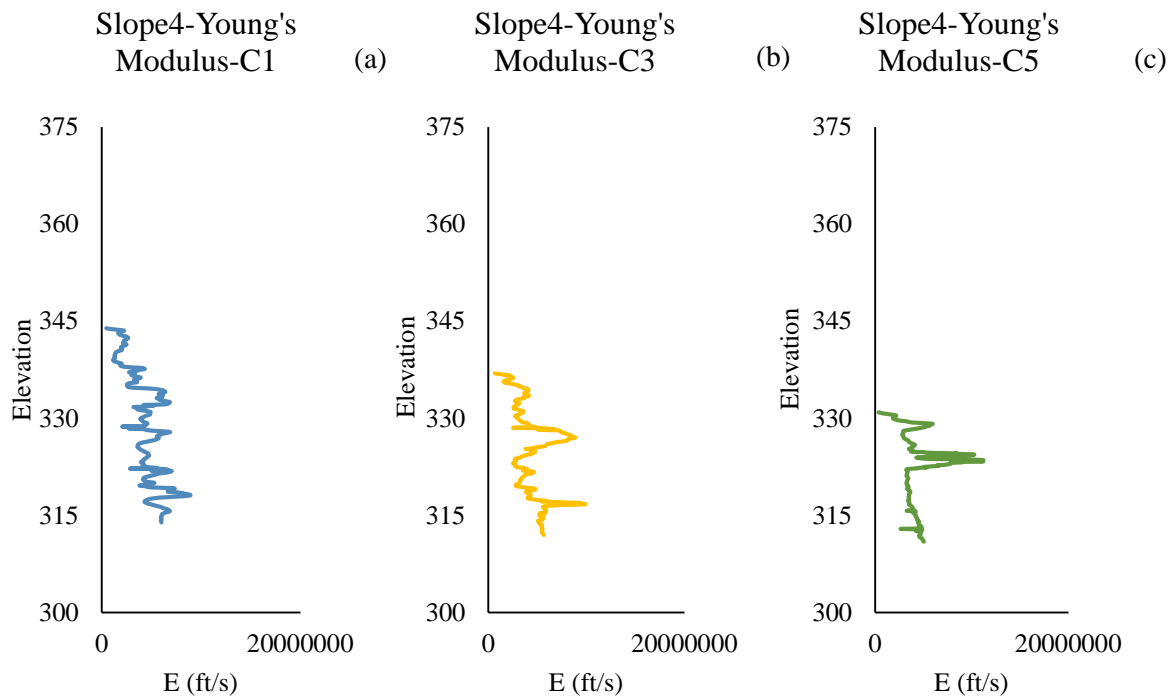 Slope4-Young's
Modulus-C1
(a)
375
360
345
330
315
300
Elevation
0
20000000
E (ft/s)
Slope4-Young's
Modulus-C3
(b)
375
360
345
330
315
300
Elevation
0
20000000
E (ft/s)
Slope4-Young's
Modulus-C5
(c)
375
360
345
330
315
300
Elevation
0
20000000
E (ft/s)